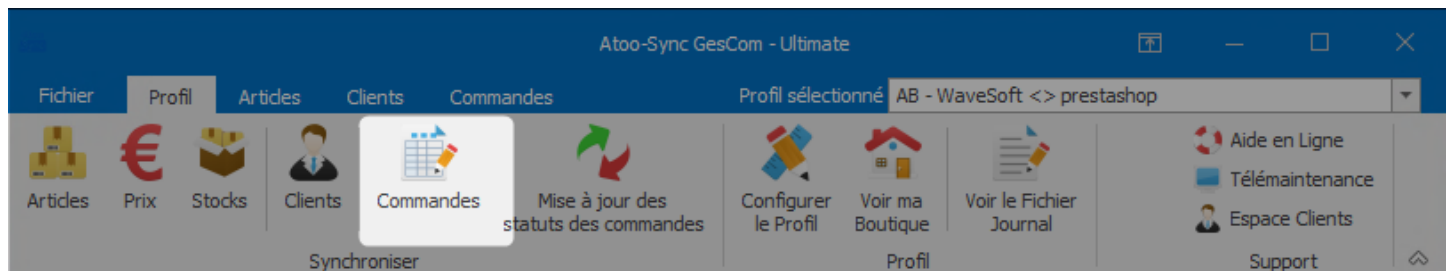 Atoo-Sync GesCom - Ultimate
Fichier Profil Articles Clients Commandes Profil sélectionné AB - WaveSoft <> prestashop
Articles Prix Stocks Clients Commandes Mise à jour des
statuts des commandes
Configurer
le Profil
Voir ma
Boutique
Voir le Fichier
Journal
Aide en Ligne
Télémaintenance
Espace Clients
Synchroniser Profil Support